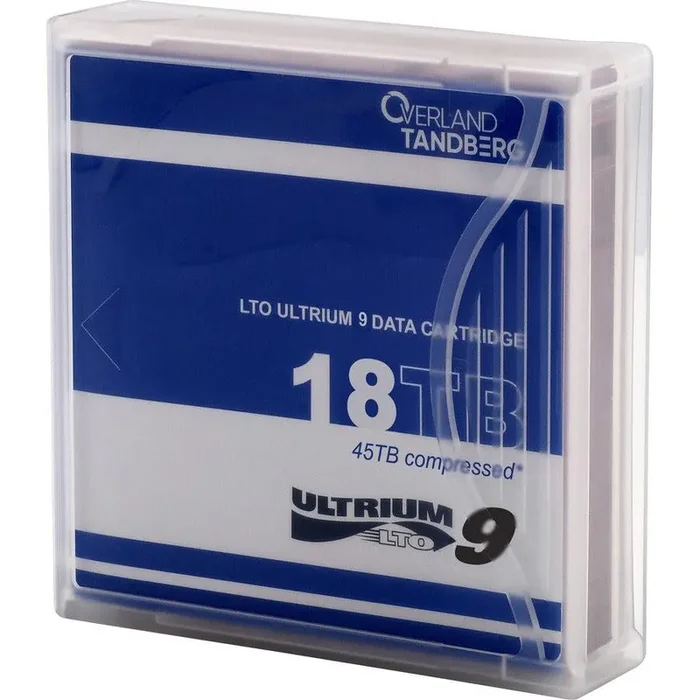 OVERLAND
TANDBERG
LTO ULTRIUM 9 DATA CARTRIDGE
18TB
45TB compressed*
ULTRIUM
LTO 9